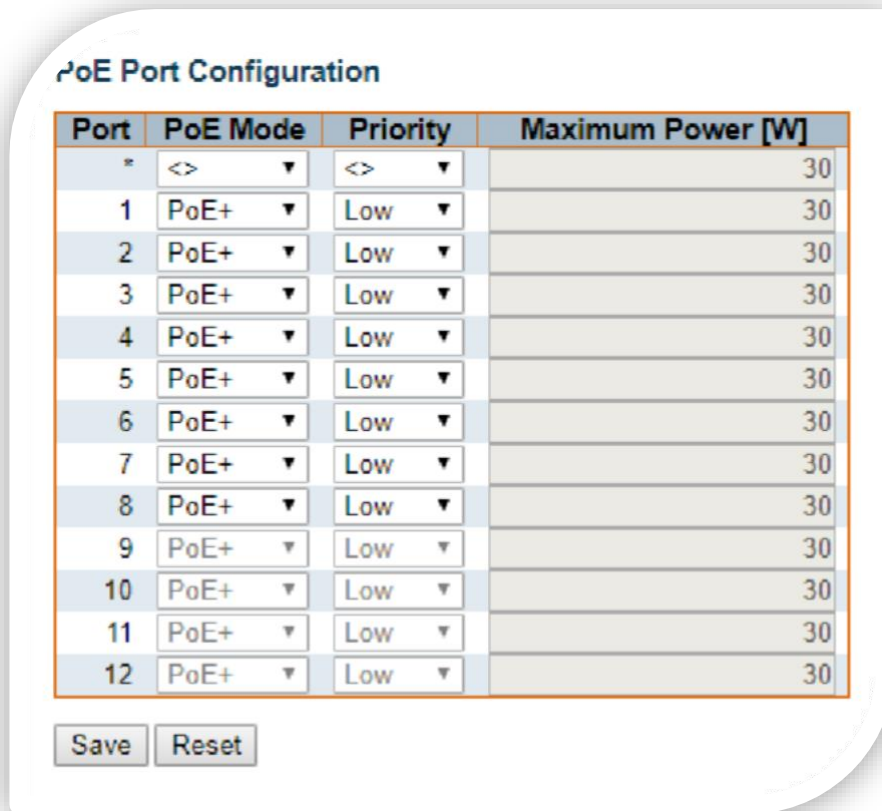 PoE Port Configuration
Port PoE Mode Priority Maximum Power [W]
* <> <> 30
1 PoE+ Low 30
2 PoE+ Low 30
3 PoE+ Low 30
4 PoE+ Low 30
5 PoE+ Low 30
6 PoE+ Low 30
7 PoE+ Low 30
8 PoE+ Low 30
9 PoE+ Low 30
10 PoE+ Low 30
11 PoE+ Low 30
12 PoE+ Low 30
Save Reset